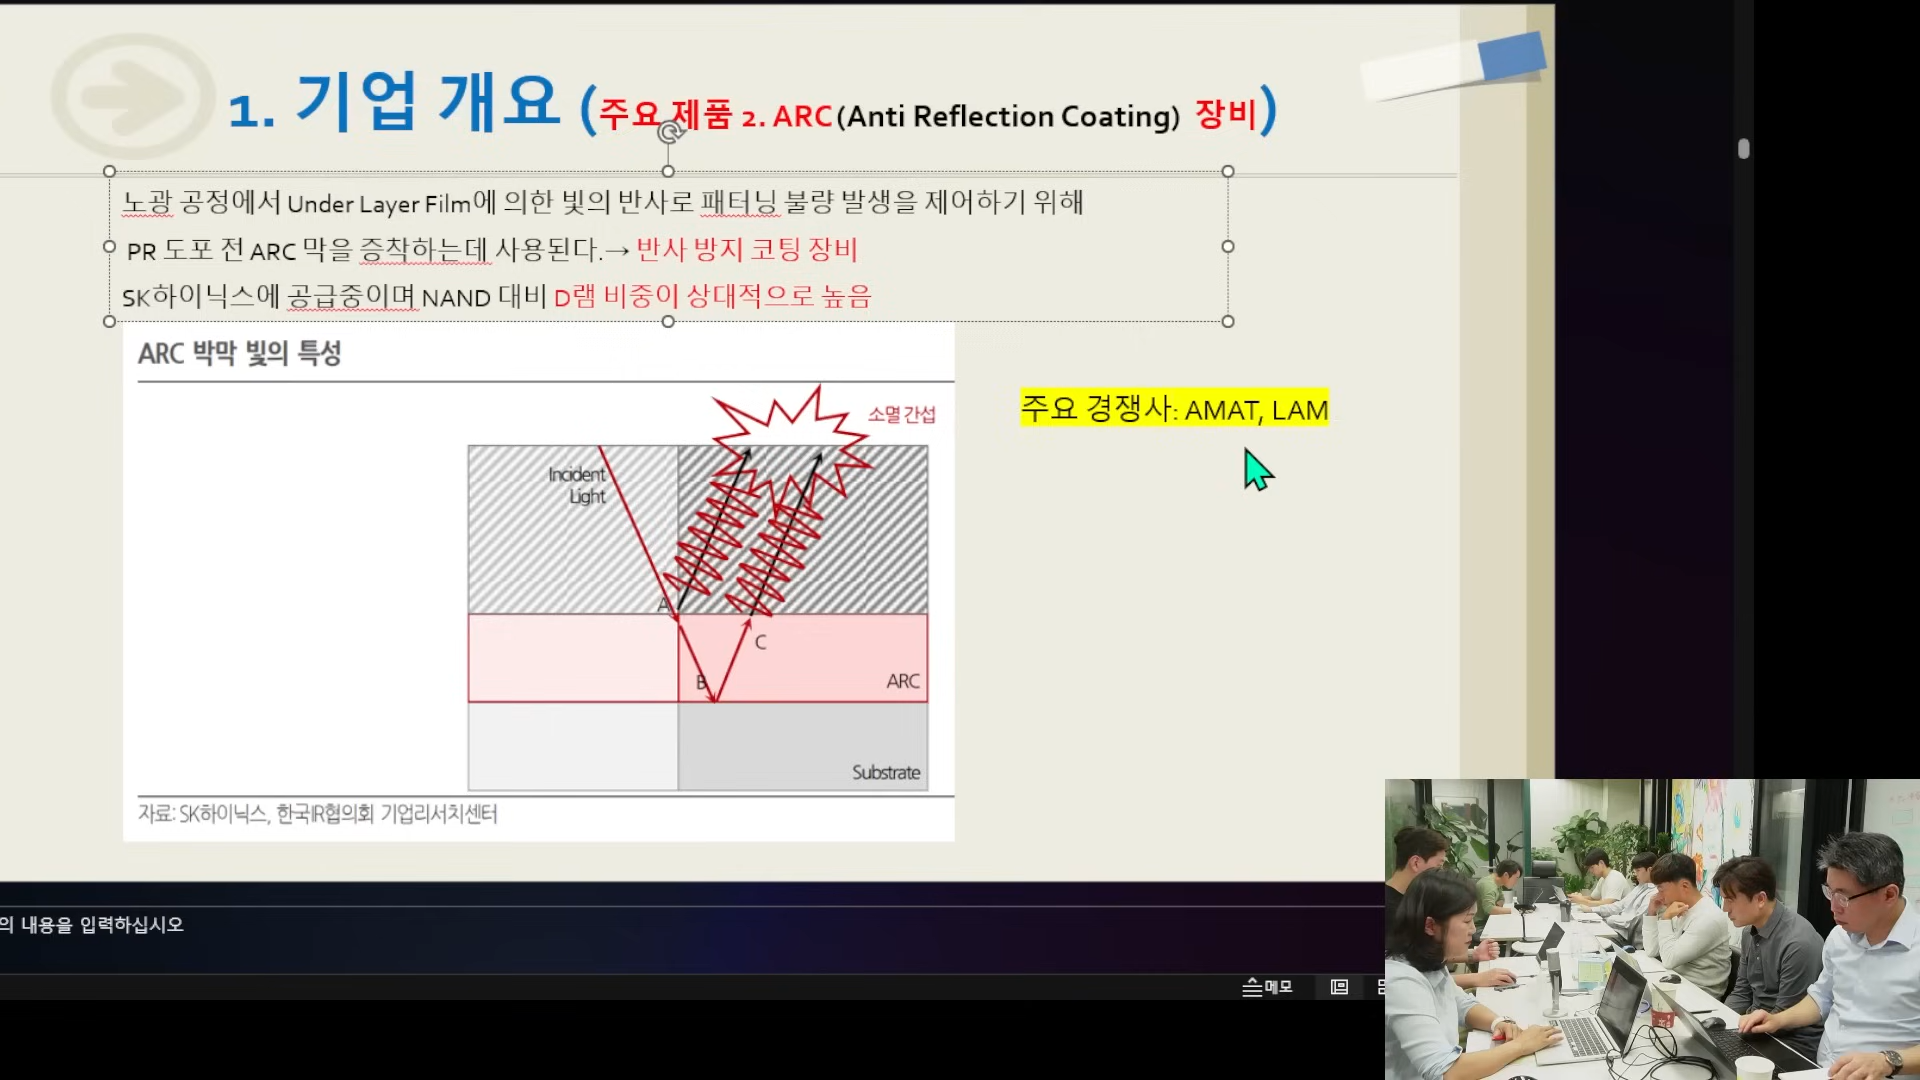 1. 기업 개요 (주요 제품 2. ARC(Anti Reflection Coating) 장비)
노광 공정에서 Under Layer Film에 의한 빛의 반사로 패터닝 불량 발생을 제어하기 위해
PR 도포 전 ARC 막을 증착하는데 사용된다.→ 반사 방지 코팅 장비
SK하이닉스에 공급중이며 NAND 대비 D램 비중이 상대적으로 높음
ARC 박막 빛의 특성
주요 경쟁사: AMAT, LAM
소멸 간섭
Incident
Light
A
C
B
ARC
Substrate
자료: SK하이닉스, 한국IR협의회 기업리서치센터
의 내용을 입력하십시오
메모